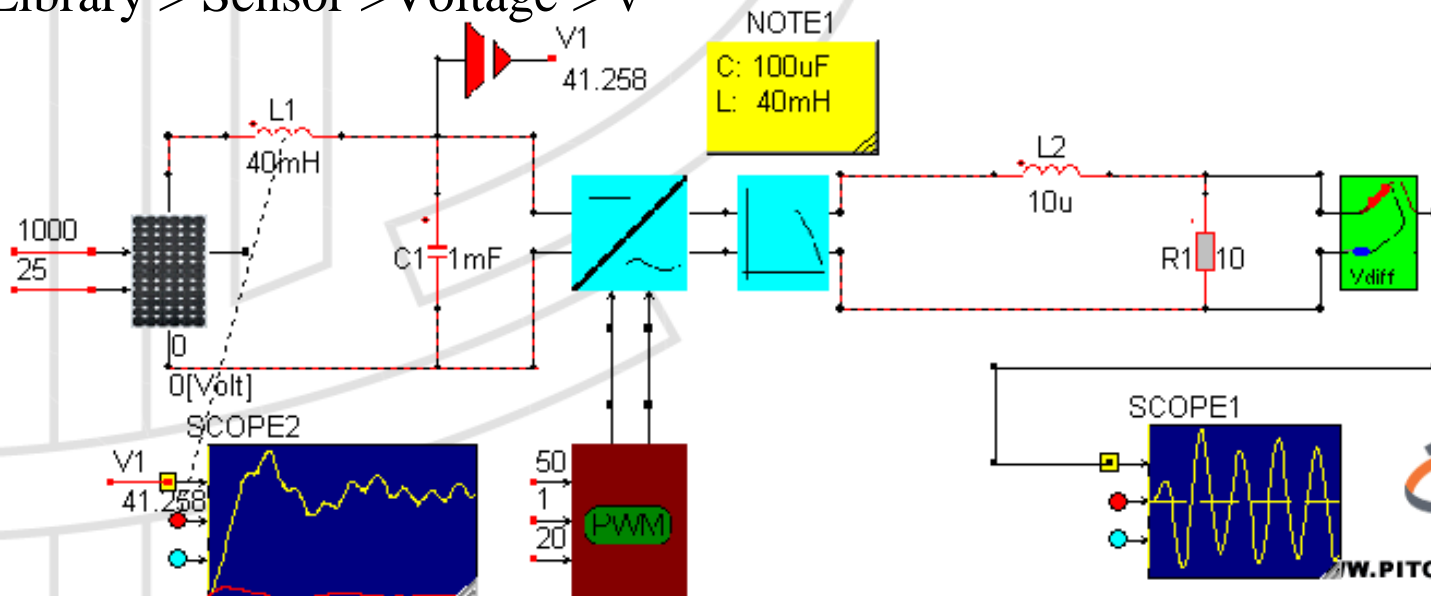 Library > Sensor >Voltage > V
NOTE1
C: 100uF
L: 40mH
V1
41.258
L1
40mH
L2
10u
1000
25
C1
1mF
R1
10
Vdiff
0
0[Volt]
SCOPE2
V1
41.258
50
1
20
PWM
SCOPE1
W.PITO